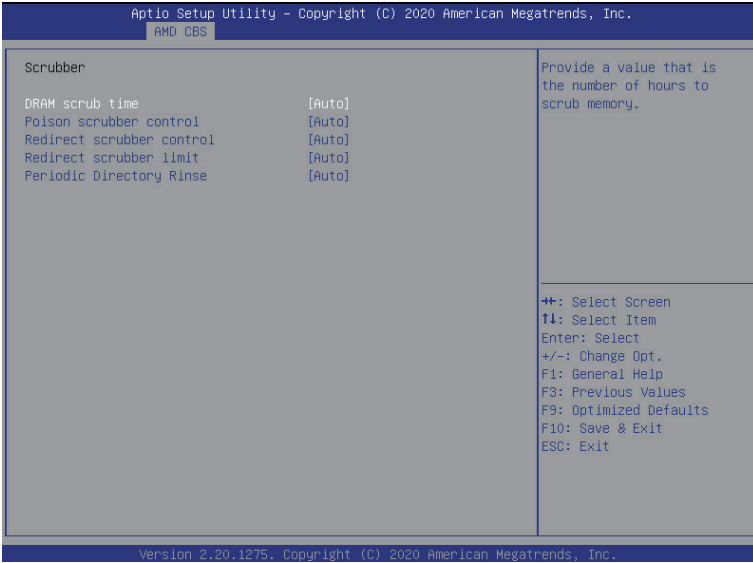 Aptio Setup Utility – Copyright (C) 2020 American Megatrends, Inc.
AMD CBS
Scrubber
DRAM scrub time [Auto]
Poison scrubber control [Auto]
Redirect scrubber control [Auto]
Redirect scrubber limit [Auto]
Periodic Directory Rinse [Auto]
Provide a value that is
the number of hours to
scrub memory.
→←: Select Screen
↑↓: Select Item
Enter: Select
+/-: Change Opt.
F1: General Help
F3: Previous Values
F9: Optimized Defaults
F10: Save & Exit
ESC: Exit
Version 2.20.1275. Copyright (C) 2020 American Megatrends, Inc.